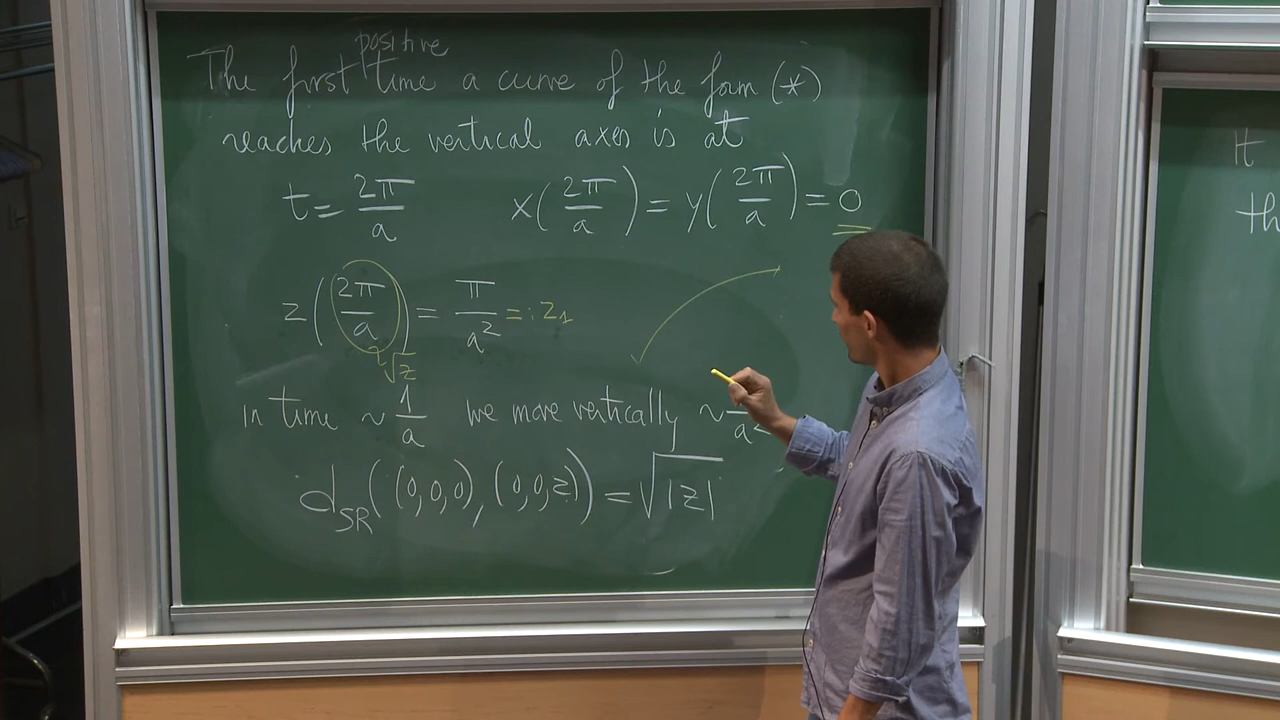 positive
The first time a curve of the form (*)
reaches the vertical axes is at
t = 2π/a   x(2π/a) = y(2π/a) = 0
z(2π/a) = π/a² =: z₁
√z
in time ~ 1/a   we move vertically ~ /a²
d_SR((0,0,0),(0,0,z)) = √|z|
It
th